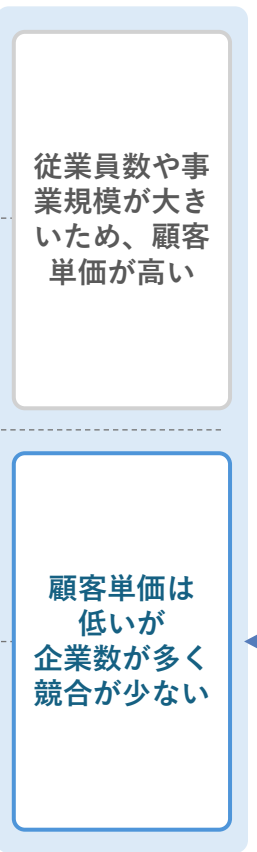 従業員数や事
業規模が大き
いため、顧客
単価が高い
顧客単価は
低いが
企業数が多く
競合が少ない